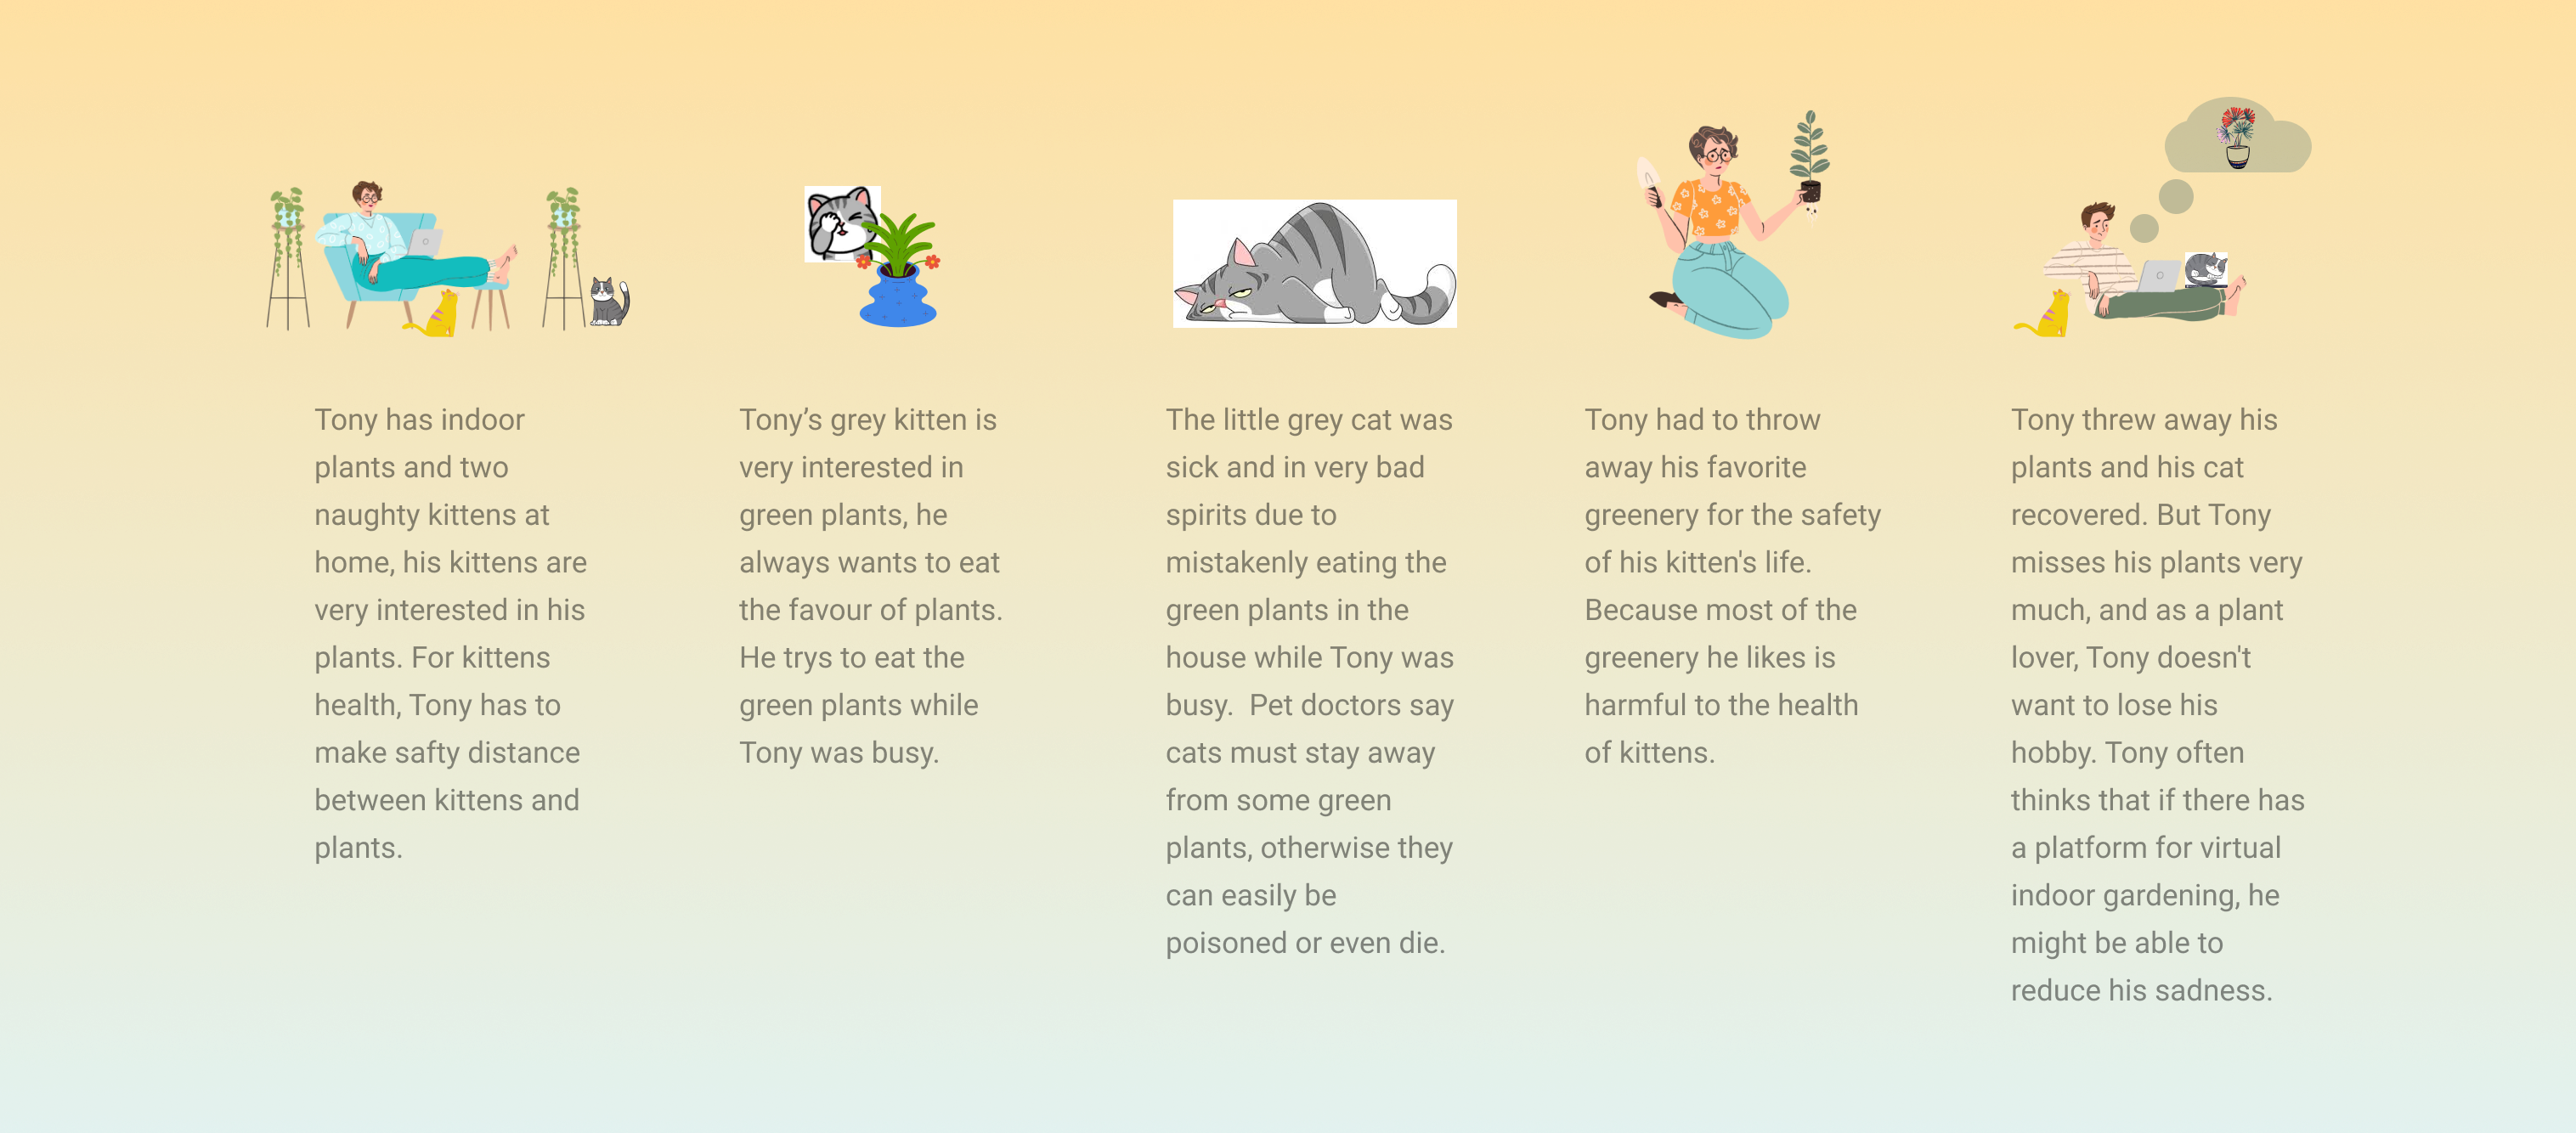 Tony has indoor
plants and two
naughty kittens at
home, his kittens are
very interested in his
plants. For kittens
health, Tony has to
make safty distance
between kittens and
plants.
Tony’s grey kitten is
very interested in
green plants, he
always wants to eat
the favour of plants.
He trys to eat the
green plants while
Tony was busy.
The little grey cat was
sick and in very bad
spirits due to
mistakenly eating the
green plants in the
house while Tony was
busy.  Pet doctors say
cats must stay away
from some green
plants, otherwise they
can easily be
poisoned or even die.
Tony had to throw
away his favorite
greenery for the safety
of his kitten's life.
Because most of the
greenery he likes is
harmful to the health
of kittens.
Tony threw away his
plants and his cat
recovered. But Tony
misses his plants very
much, and as a plant
lover, Tony doesn't
want to lose his
hobby. Tony often
thinks that if there has
a platform for virtual
indoor gardening, he
might be able to
reduce his sadness.